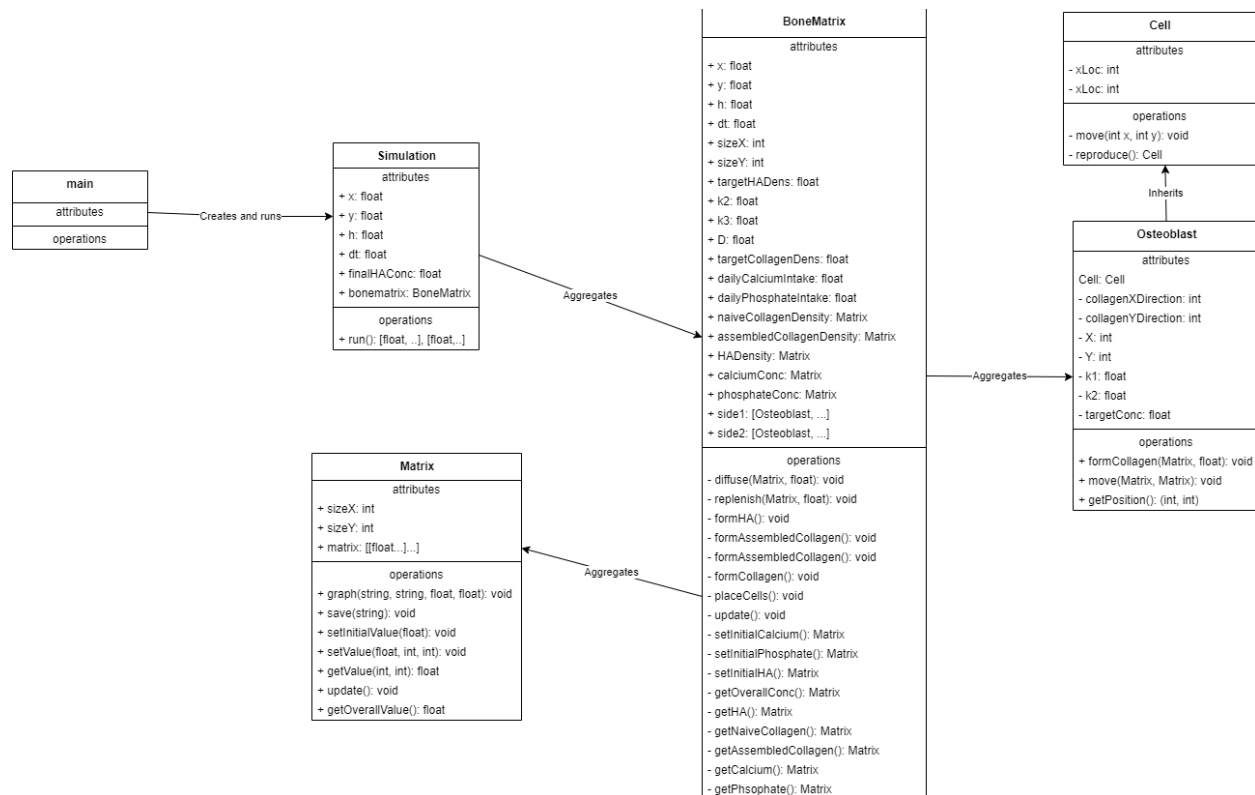 main
attributes
operations
Creates and runs
Simulation
attributes
+ x: float
+ y: float
+ h: float
+ dt: float
+ finalHAConc: float
+ bonematrix: BoneMatrix
operations
+ run(): [float, ..], [float,..]
Aggregates
Matrix
attributes
+ sizeX: int
+ sizeY: int
+ matrix: [[float...]...]
operations
+ graph(string, string, float, float): void
+ save(string): void
+ setInitialValue(float): void
+ setValue(float, int, int): void
+ getValue(int, int): float
+ update(): void
+ getOverallValue(): float
Aggregates
BoneMatrix
attributes
+ x: float
+ y: float
+ h: float
+ dt: float
+ sizeX: int
+ sizeY: int
+ targetHADens: float
+ k2: float
+ k3: float
+ D: float
+ targetCollagenDens: float
+ dailyCalciumIntake: float
+ dailyPhosphateIntake: float
+ naiveCollagenDensity: Matrix
+ assembledCollagenDensity: Matrix
+ HADensity: Matrix
+ calciumConc: Matrix
+ phosphateConc: Matrix
+ side1: [Osteoblast, ...]
+ side2: [Osteoblast, ...]
operations
- diffuse(Matrix, float): void
- replenish(Matrix, float): void
- formHA(): void
- formAssembledCollagen(): void
- formAssembledCollagen(): void
- formCollagen(): void
- placeCells(): void
- update(): void
- setInitialCalcium(): Matrix
- setInitialPhosphate(): Matrix
- setInitialHA(): Matrix
- getOverallConc(): Matrix
- getHA(): Matrix
- getNaiveCollagen(): Matrix
- getAssembledCollagen(): Matrix
- getCalcium(): Matrix
- getPhsophate(): Matrix
Aggregates
Cell
attributes
- xLoc: int
- xLoc: int
operations
- move(int x, int y): void
- reproduce(): Cell
Inherits
Osteoblast
attributes
Cell: Cell
- collagenXDirection: int
- collagenYDirection: int
- X: int
- Y: int
- k1: float
- k2: float
- targetConc: float
operations
+ formCollagen(Matrix, float): void
+ move(Matrix, Matrix): void
+ getPosition(): (int, int)